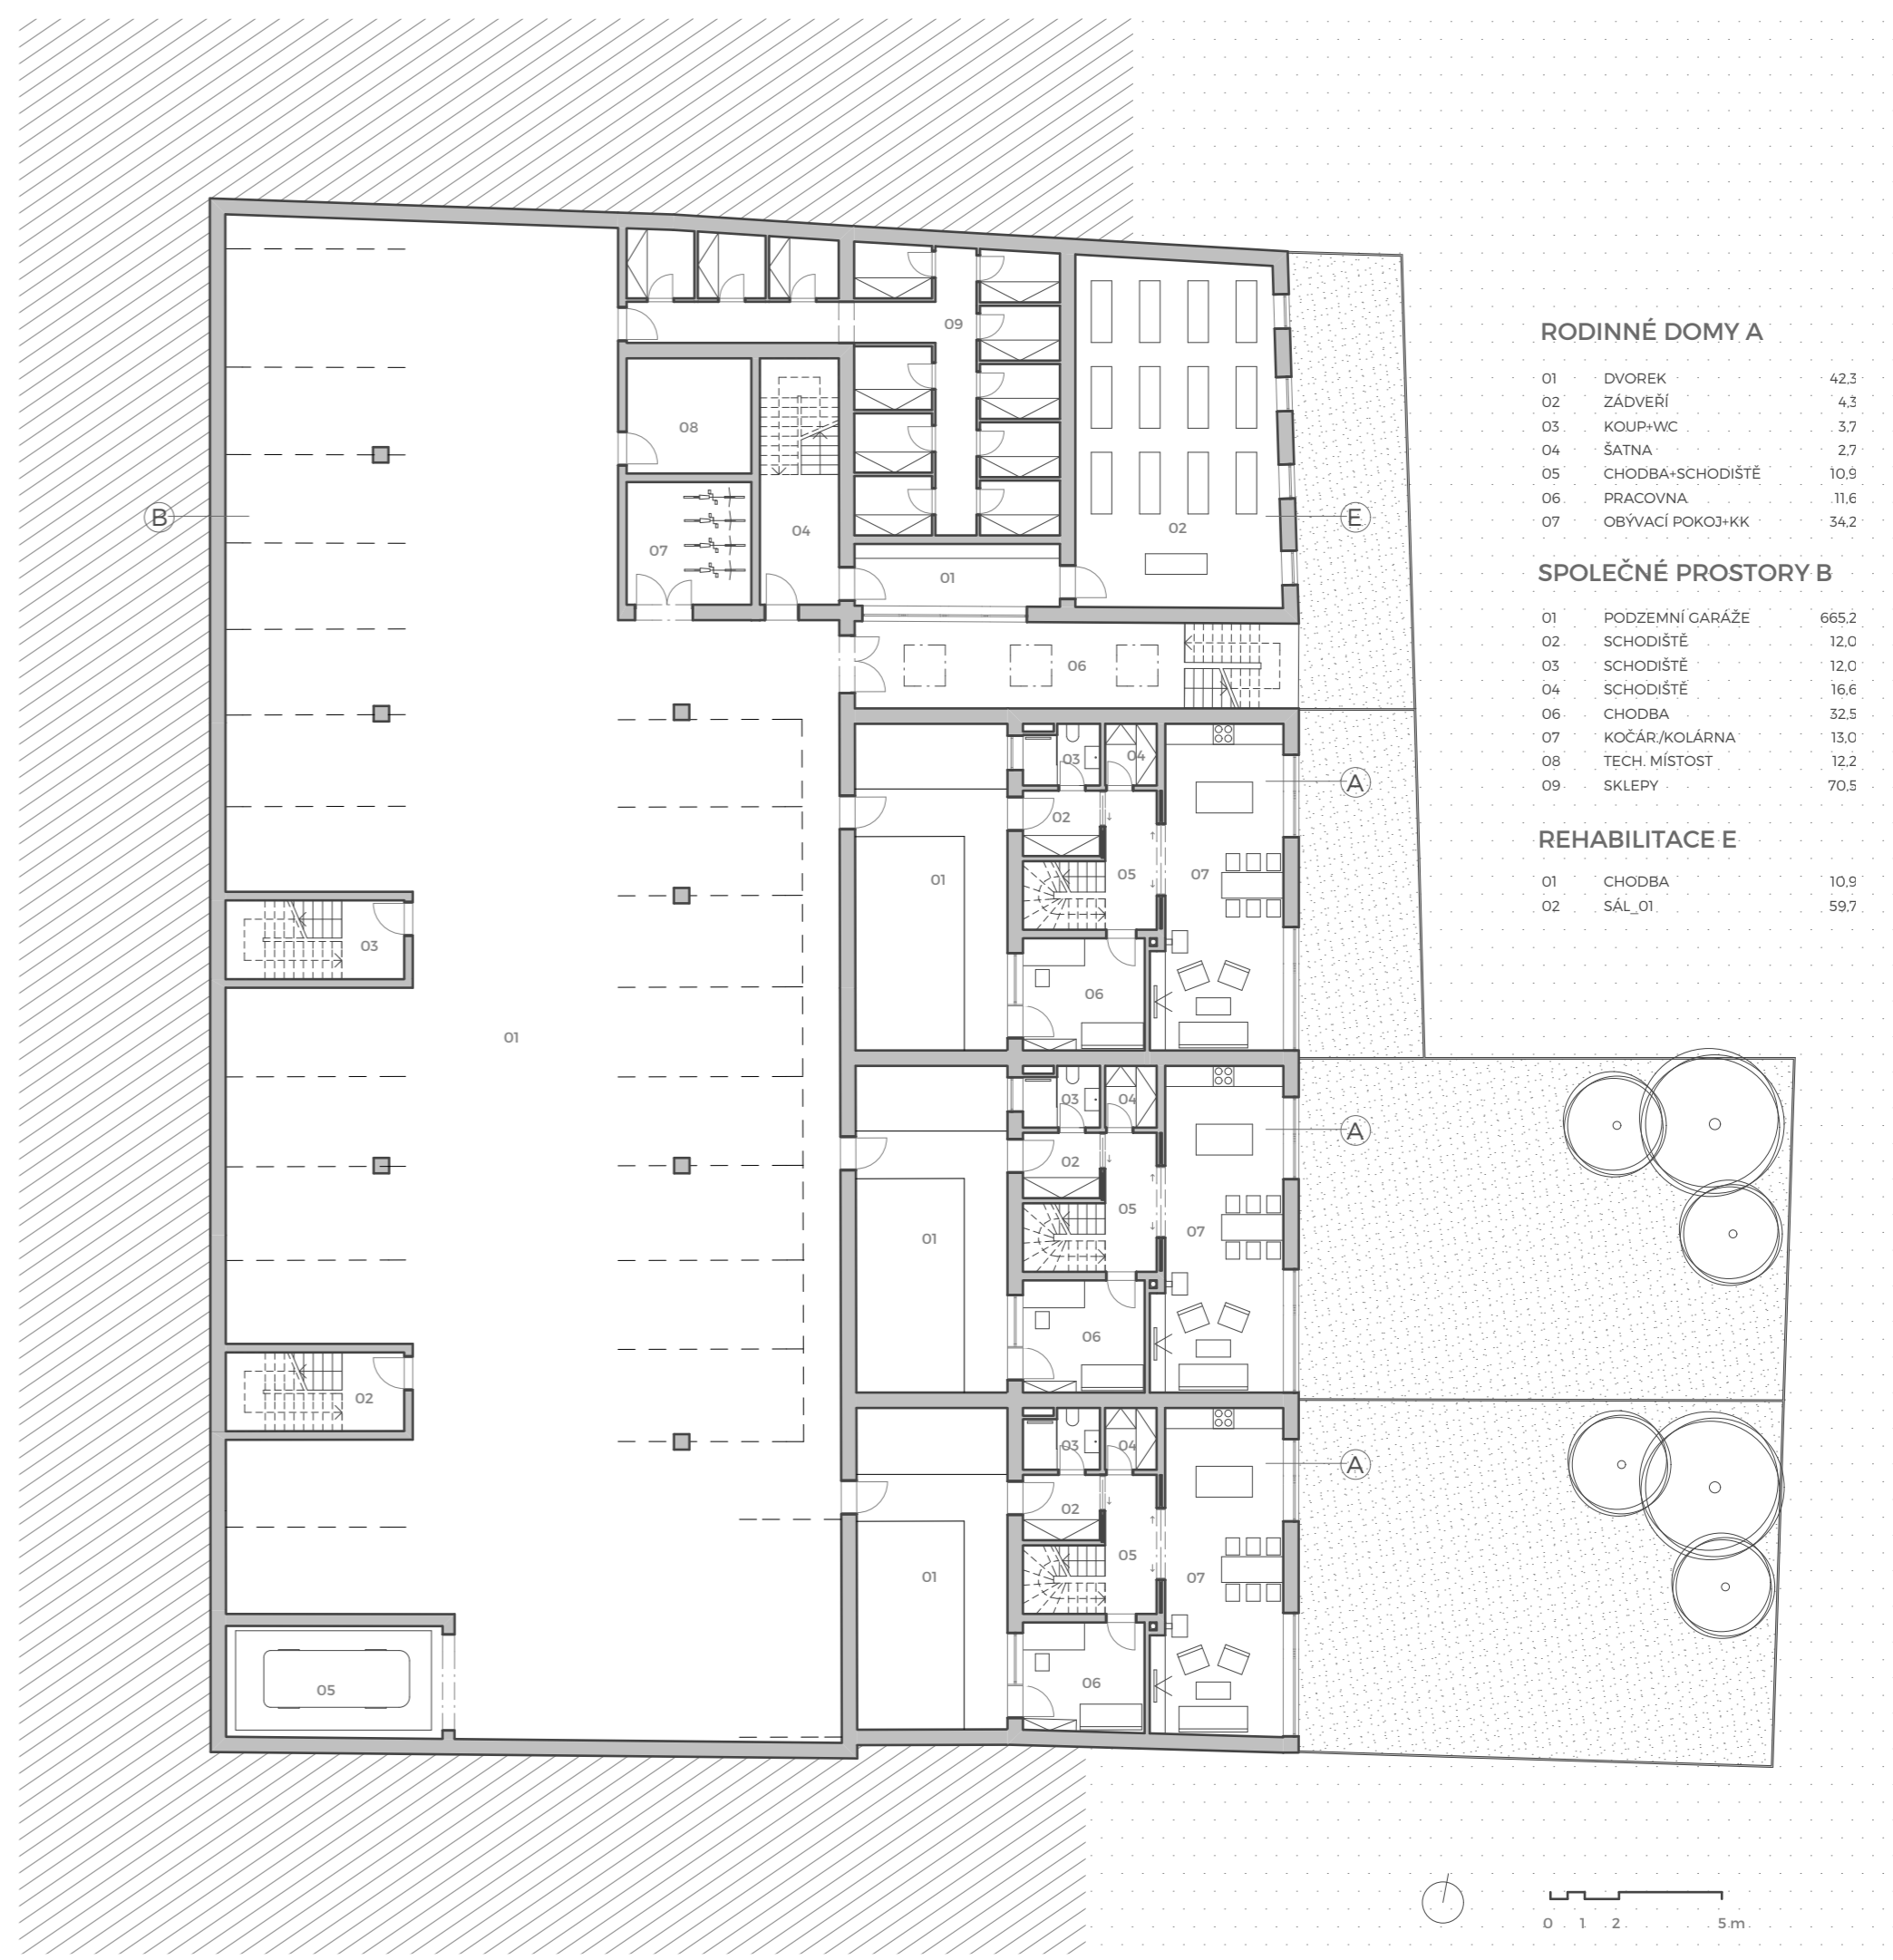 RODINNÉ DOMY A
01 DVOREK 42,3
02 ZÁDVEŘÍ 4,3
03 KOUP+WC 3,7
04 ŠATNA 2,7
05 CHODBA+SCHODIŠTĚ 10,9
06 PRACOVNA 11,6
07 OBÝVACÍ POKOJ+KK 34,2
SPOLEČNÉ PROSTORY B
01 PODZEMNÍ GARÁŽE 665,2
02 SCHODIŠTĚ 12,0
03 SCHODIŠTĚ 12,0
04 SCHODIŠTĚ 16,6
06 CHODBA 32,5
07 KOČÁR./KOLÁRNA 13,0
08 TECH. MÍSTOST 12,2
09 SKLEPY 70,5
REHABILITACE E
01 CHODBA 10,9
02 SÁL_01 59,7
09
08
B
04
02
E
07
01
06
03
04
A
02
05
07
01
03
06
01
03
04
A
02
05
07
01
06
02
03
04
A
02
05
07
01
06
05
0 1 2 5 m